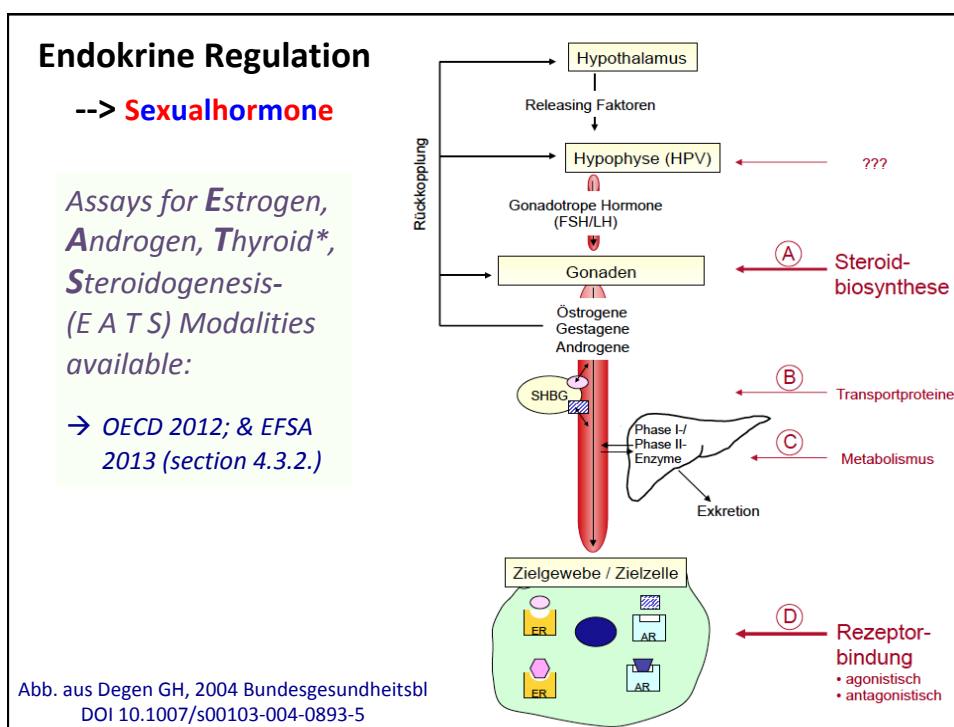 Endokrine Regulation
--> Sexualhormone
Assays for Estrogen,
Androgen, Thyroid*,
Steroidogenesis-
(E A T S) Modalities
available:
→ OECD 2012; & EFSA
2013 (section 4.3.2.)
Abb. aus Degen GH, 2004 Bundesgesundheitsbl
DOI 10.1007/s00103-004-0893-5
Rückkopplung
Hypothalamus
Releasing Faktoren
Hypophyse (HPV)
???
Gonadotrope Hormone
(FSH/LH)
Gonaden
A
Steroid-
biosynthese
Östrogene
Gestagene
Androgene
SHBG
B
Transportproteine
Phase I-/
Phase II-
Enzyme
C
Metabolismus
Exkretion
Zielgewebe / Zielzelle
ER
AR
ER
AR
D
Rezeptor-
bindung
• agonistisch
• antagonistisch